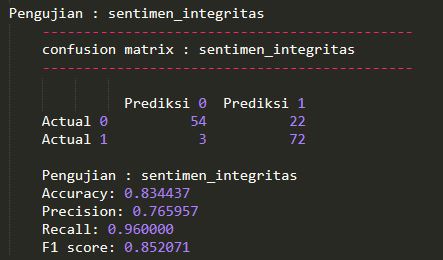 Pengujian : sentimen_integritas
-------------------------------------------
confusion matrix : sentimen_integritas
-------------------------------------------
Prediksi 0 Prediksi 1
Actual 0 54 22
Actual 1 3 72
Pengujian : sentimen_integritas
Accuracy: 0.834437
Precision: 0.765957
Recall: 0.960000
F1 score: 0.852071